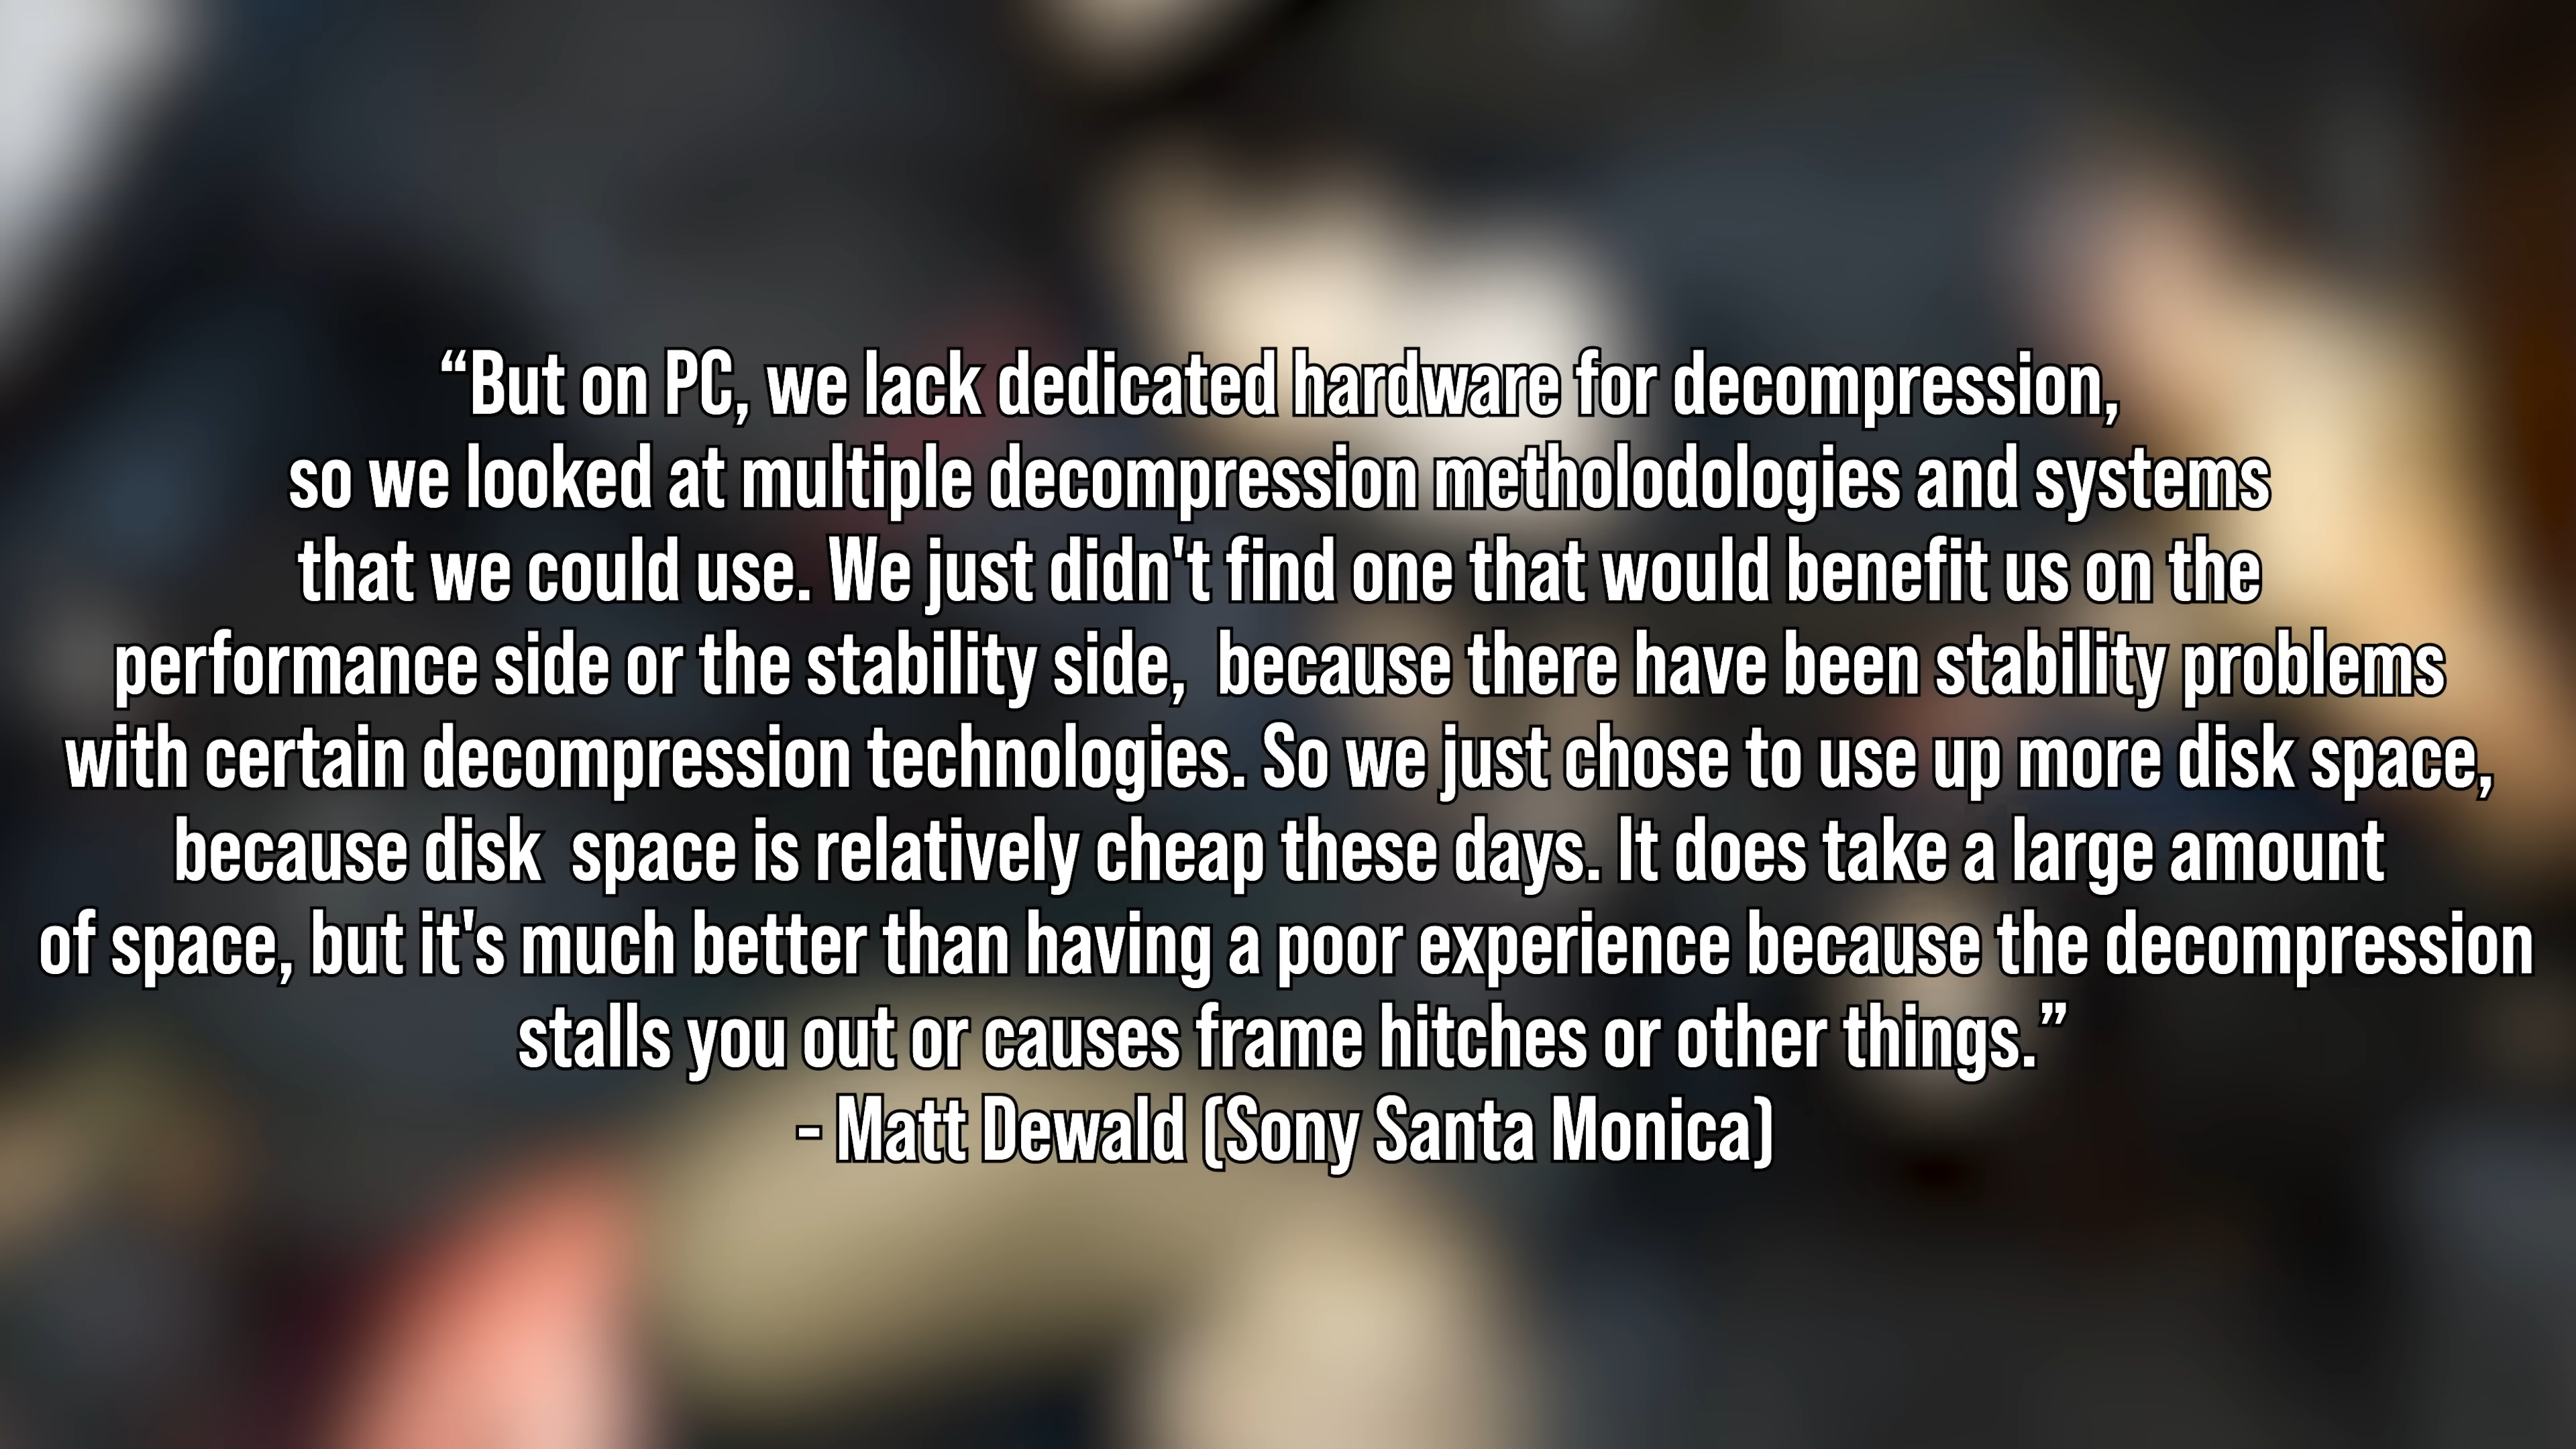 “But on PC, we lack dedicated hardware for decompression,
so we looked at multiple decompression metholodologies and systems
that we could use. We just didn't find one that would benefit us on the
performance side or the stability side,  because there have been stability problems
with certain decompression technologies. So we just chose to use up more disk space,
because disk  space is relatively cheap these days. It does take a large amount
of space, but it's much better than having a poor experience because the decompression
stalls you out or causes frame hitches or other things.”
- Matt Dewald (Sony Santa Monica)